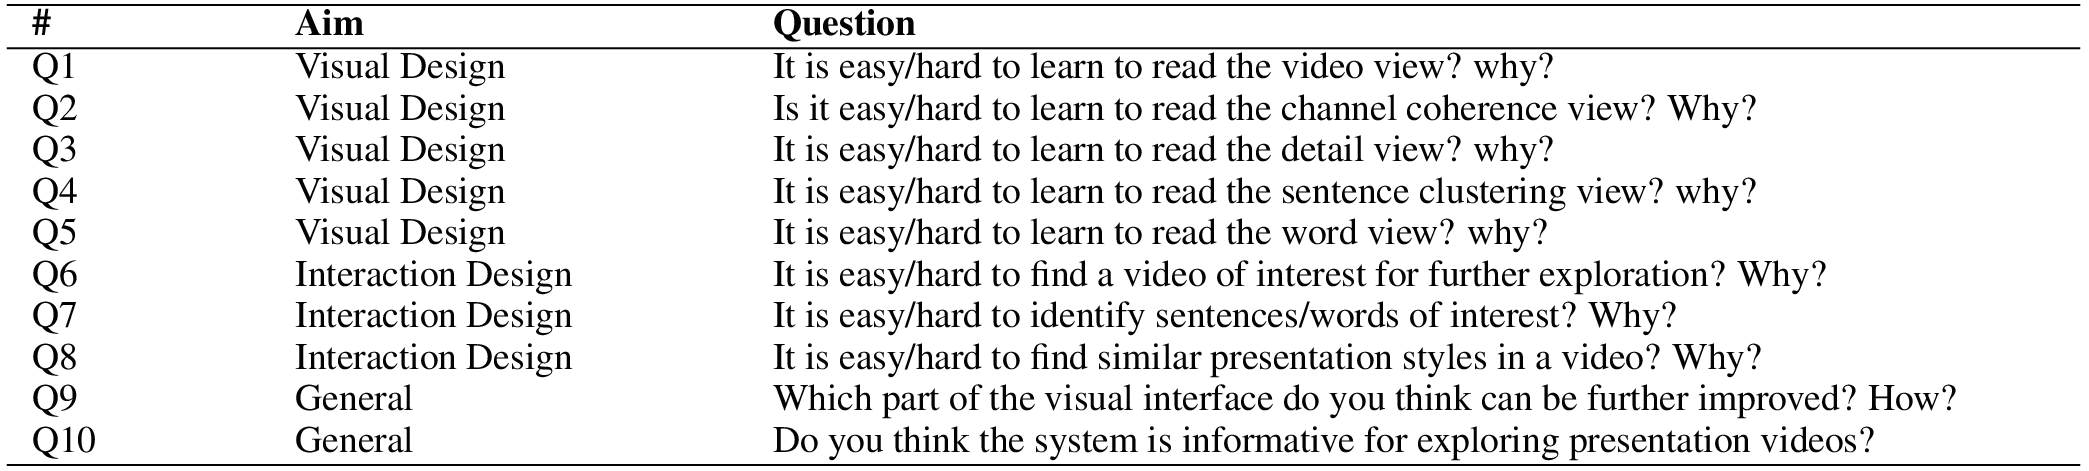 # Aim Question
Q1 Visual Design It is easy/hard to learn to read the video view? why?
Q2 Visual Design Is it easy/hard to learn to read the channel coherence view? Why?
Q3 Visual Design It is easy/hard to learn to read the detail view? why?
Q4 Visual Design It is easy/hard to learn to read the sentence clustering view? why?
Q5 Visual Design It is easy/hard to learn to read the word view? why?
Q6 Interaction Design It is easy/hard to find a video of interest for further exploration? Why?
Q7 Interaction Design It is easy/hard to identify sentences/words of interest? Why?
Q8 Interaction Design It is easy/hard to find similar presentation styles in a video? Why?
Q9 General Which part of the visual interface do you think can be further improved? How?
Q10 General Do you think the system is informative for exploring presentation videos?